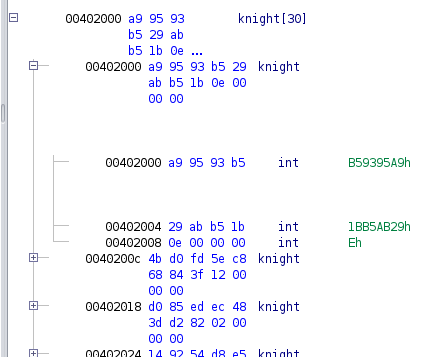 00402000 a9 95 93 knight[30]
b5 29 ab
b5 1b 0e ...
00402000 a9 95 93 b5 29 knight
ab b5 1b 0e 00
00 00
00402000 a9 95 93 b5 int B59395A9h
00402004 29 ab b5 1b int 1BB5AB29h
00402008 0e 00 00 00 int Eh
0040200c 4b d0 fd 5e c8 knight
68 84 3f 12 00
00 00
00402018 d0 85 ed ec 48 knight
3d d2 82 02 00
00 00
00402024 14 92 54 d8 e5 knight